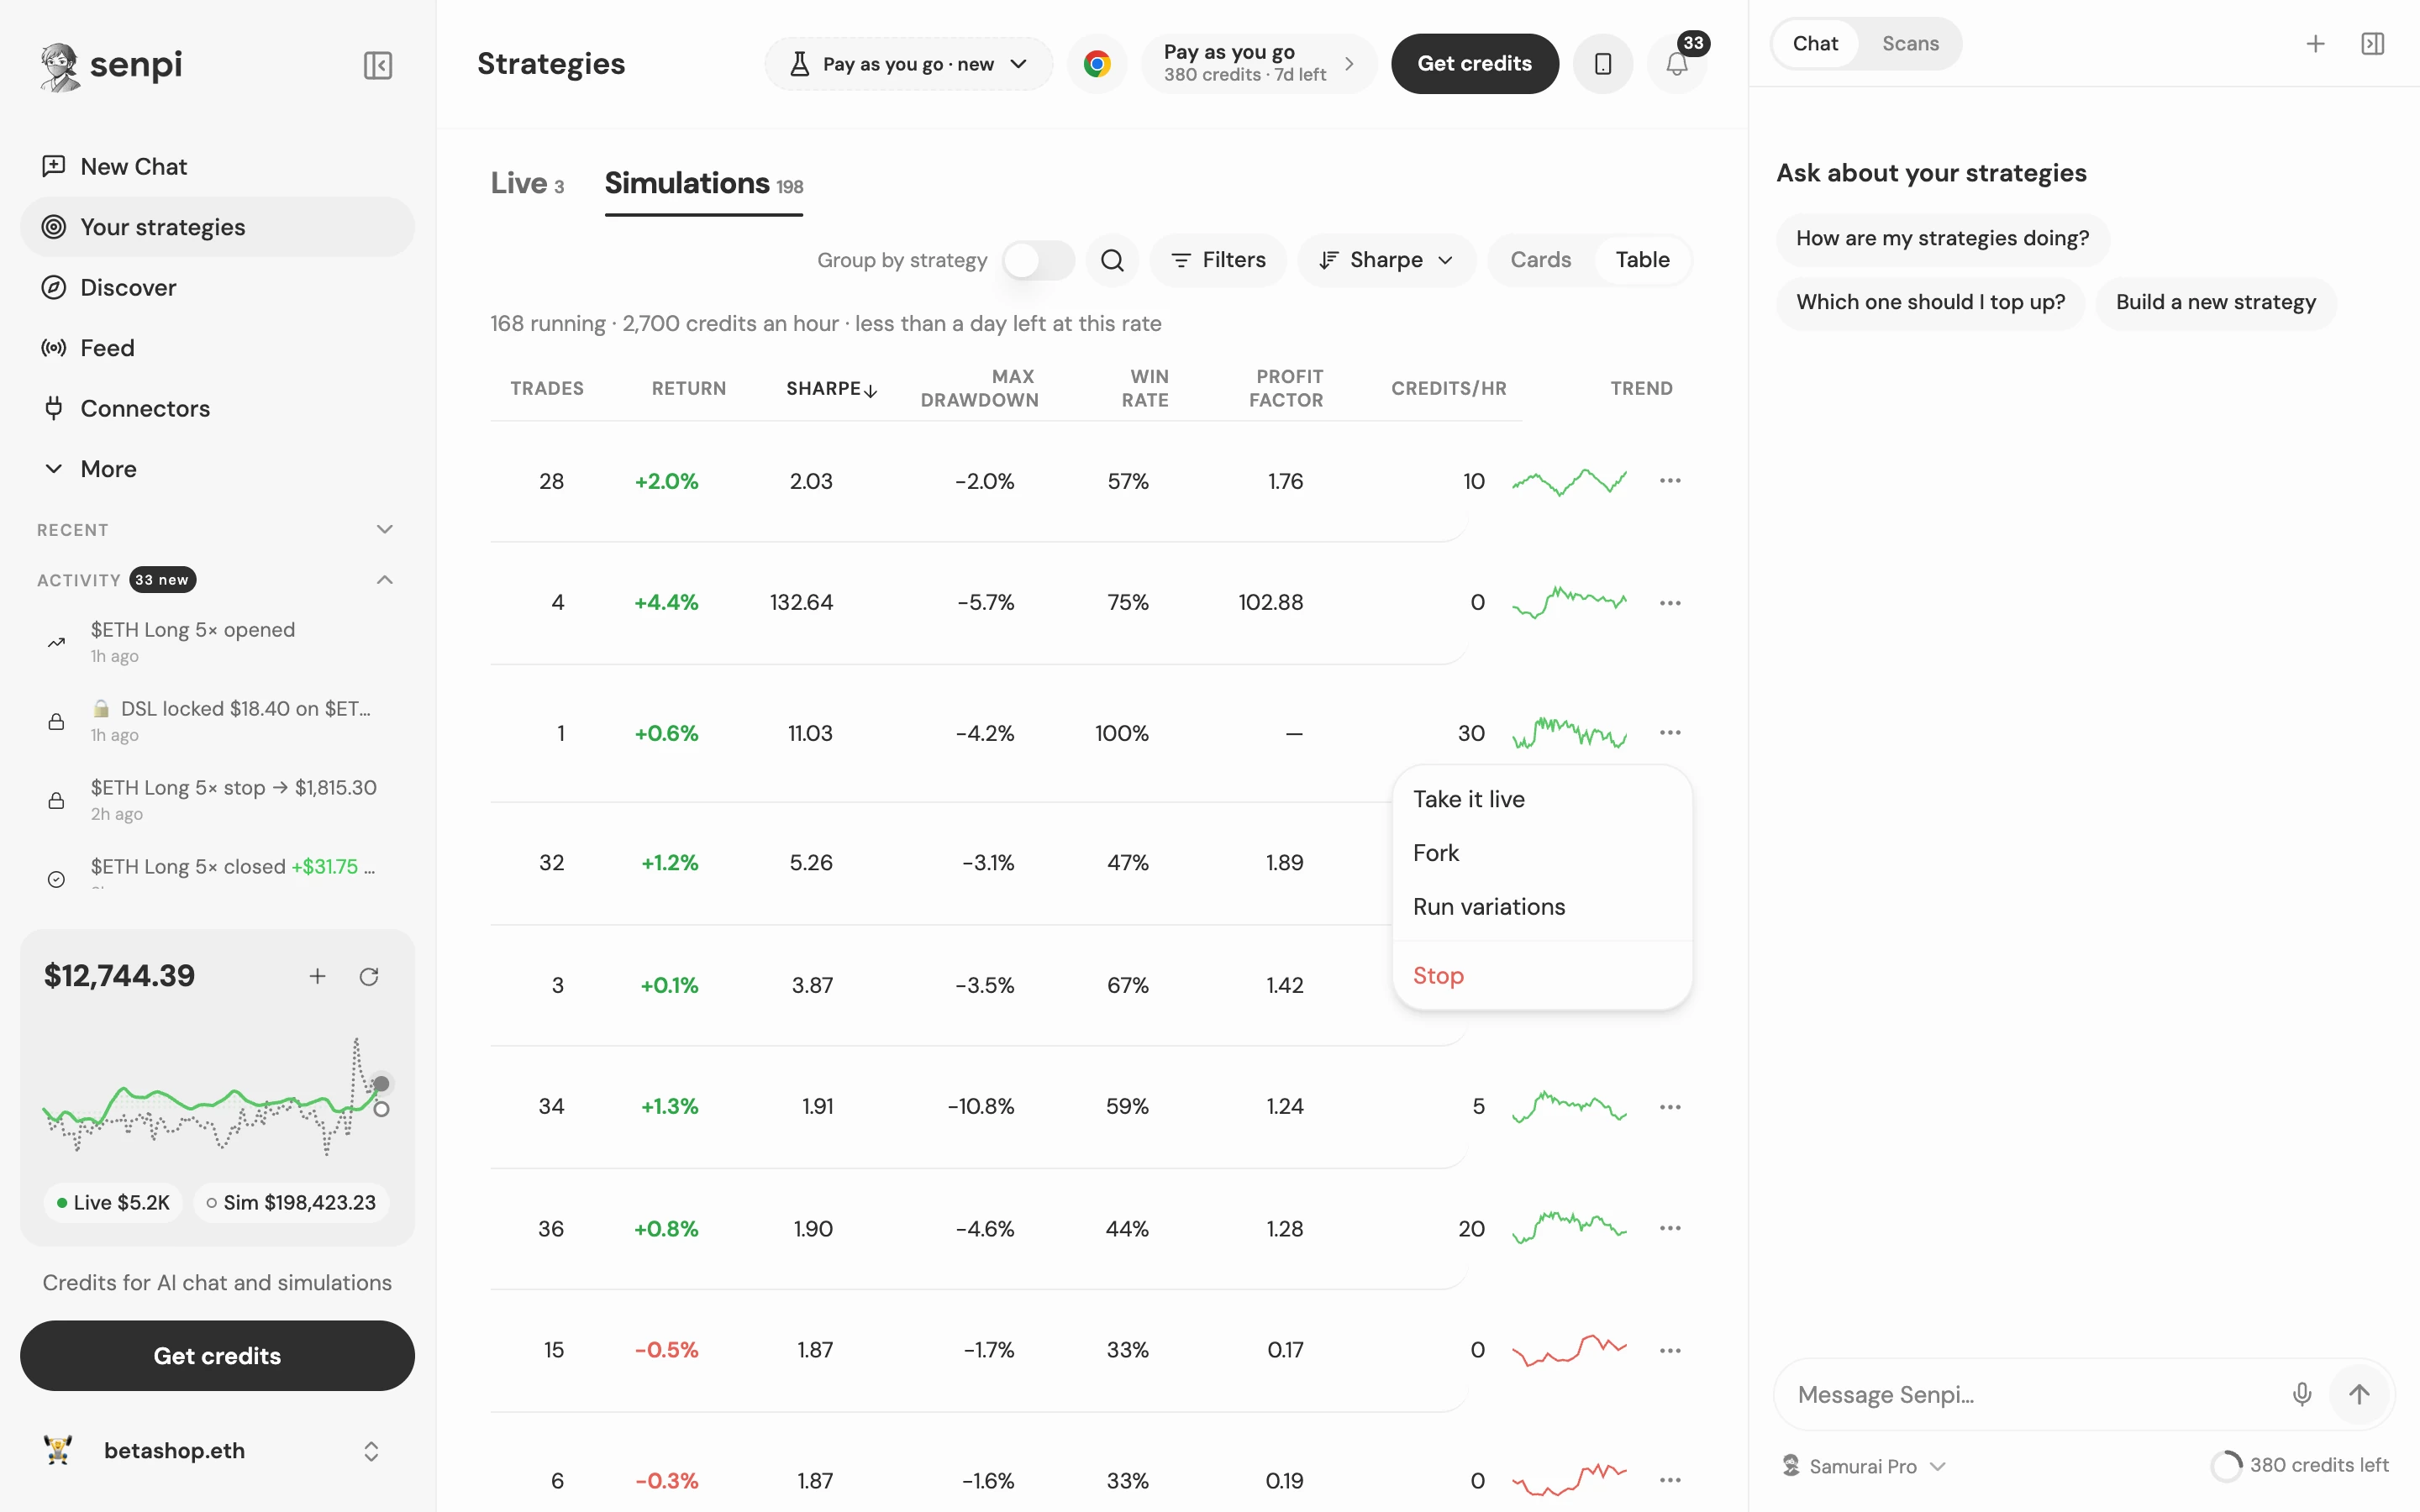 senpi
New Chat
Your strategies
Discover
Feed
Connectors
More
RECENT
ACTIVITY 33 new
$ETH Long 5× opened
1h ago
DSL locked $18.40 on $ET...
1h ago
$ETH Long 5× stop → $1,815.30
2h ago
$ETH Long 5× closed +$31.75 ...
$12,744.39
Live $5.2K
Sim $198,423.23
Credits for AI chat and simulations
Get credits
betashop.eth
Strategies
Pay as you go · new
Pay as you go
380 credits · 7d left
Get credits
33
Live 3
Simulations 198
Group by strategy
Filters
Sharpe
Cards
Table
168 running · 2,700 credits an hour · less than a day left at this rate
TRADES RETURN SHARPE↓ MAX DRAWDOWN WIN RATE PROFIT FACTOR CREDITS/HR TREND
28 +2.0% 2.03 -2.0% 57% 1.76 10 ...
4 +4.4% 132.64 -5.7% 75% 102.88 0 ...
1 +0.6% 11.03 -4.2% 100% — 30 ...
32 +1.2% 5.26 -3.1% 47% 1.89
3 +0.1% 3.87 -3.5% 67% 1.42
34 +1.3% 1.91 -10.8% 59% 1.24 5 ...
36 +0.8% 1.90 -4.6% 44% 1.28 20 ...
15 -0.5% 1.87 -1.7% 33% 0.17 0 ...
6 -0.3% 1.87 -1.6% 33% 0.19 0 ...
Take it live
Fork
Run variations
Stop
Chat
Scans
Ask about your strategies
How are my strategies doing?
Which one should I top up?
Build a new strategy
Message Senpi...
Samurai Pro
380 credits left